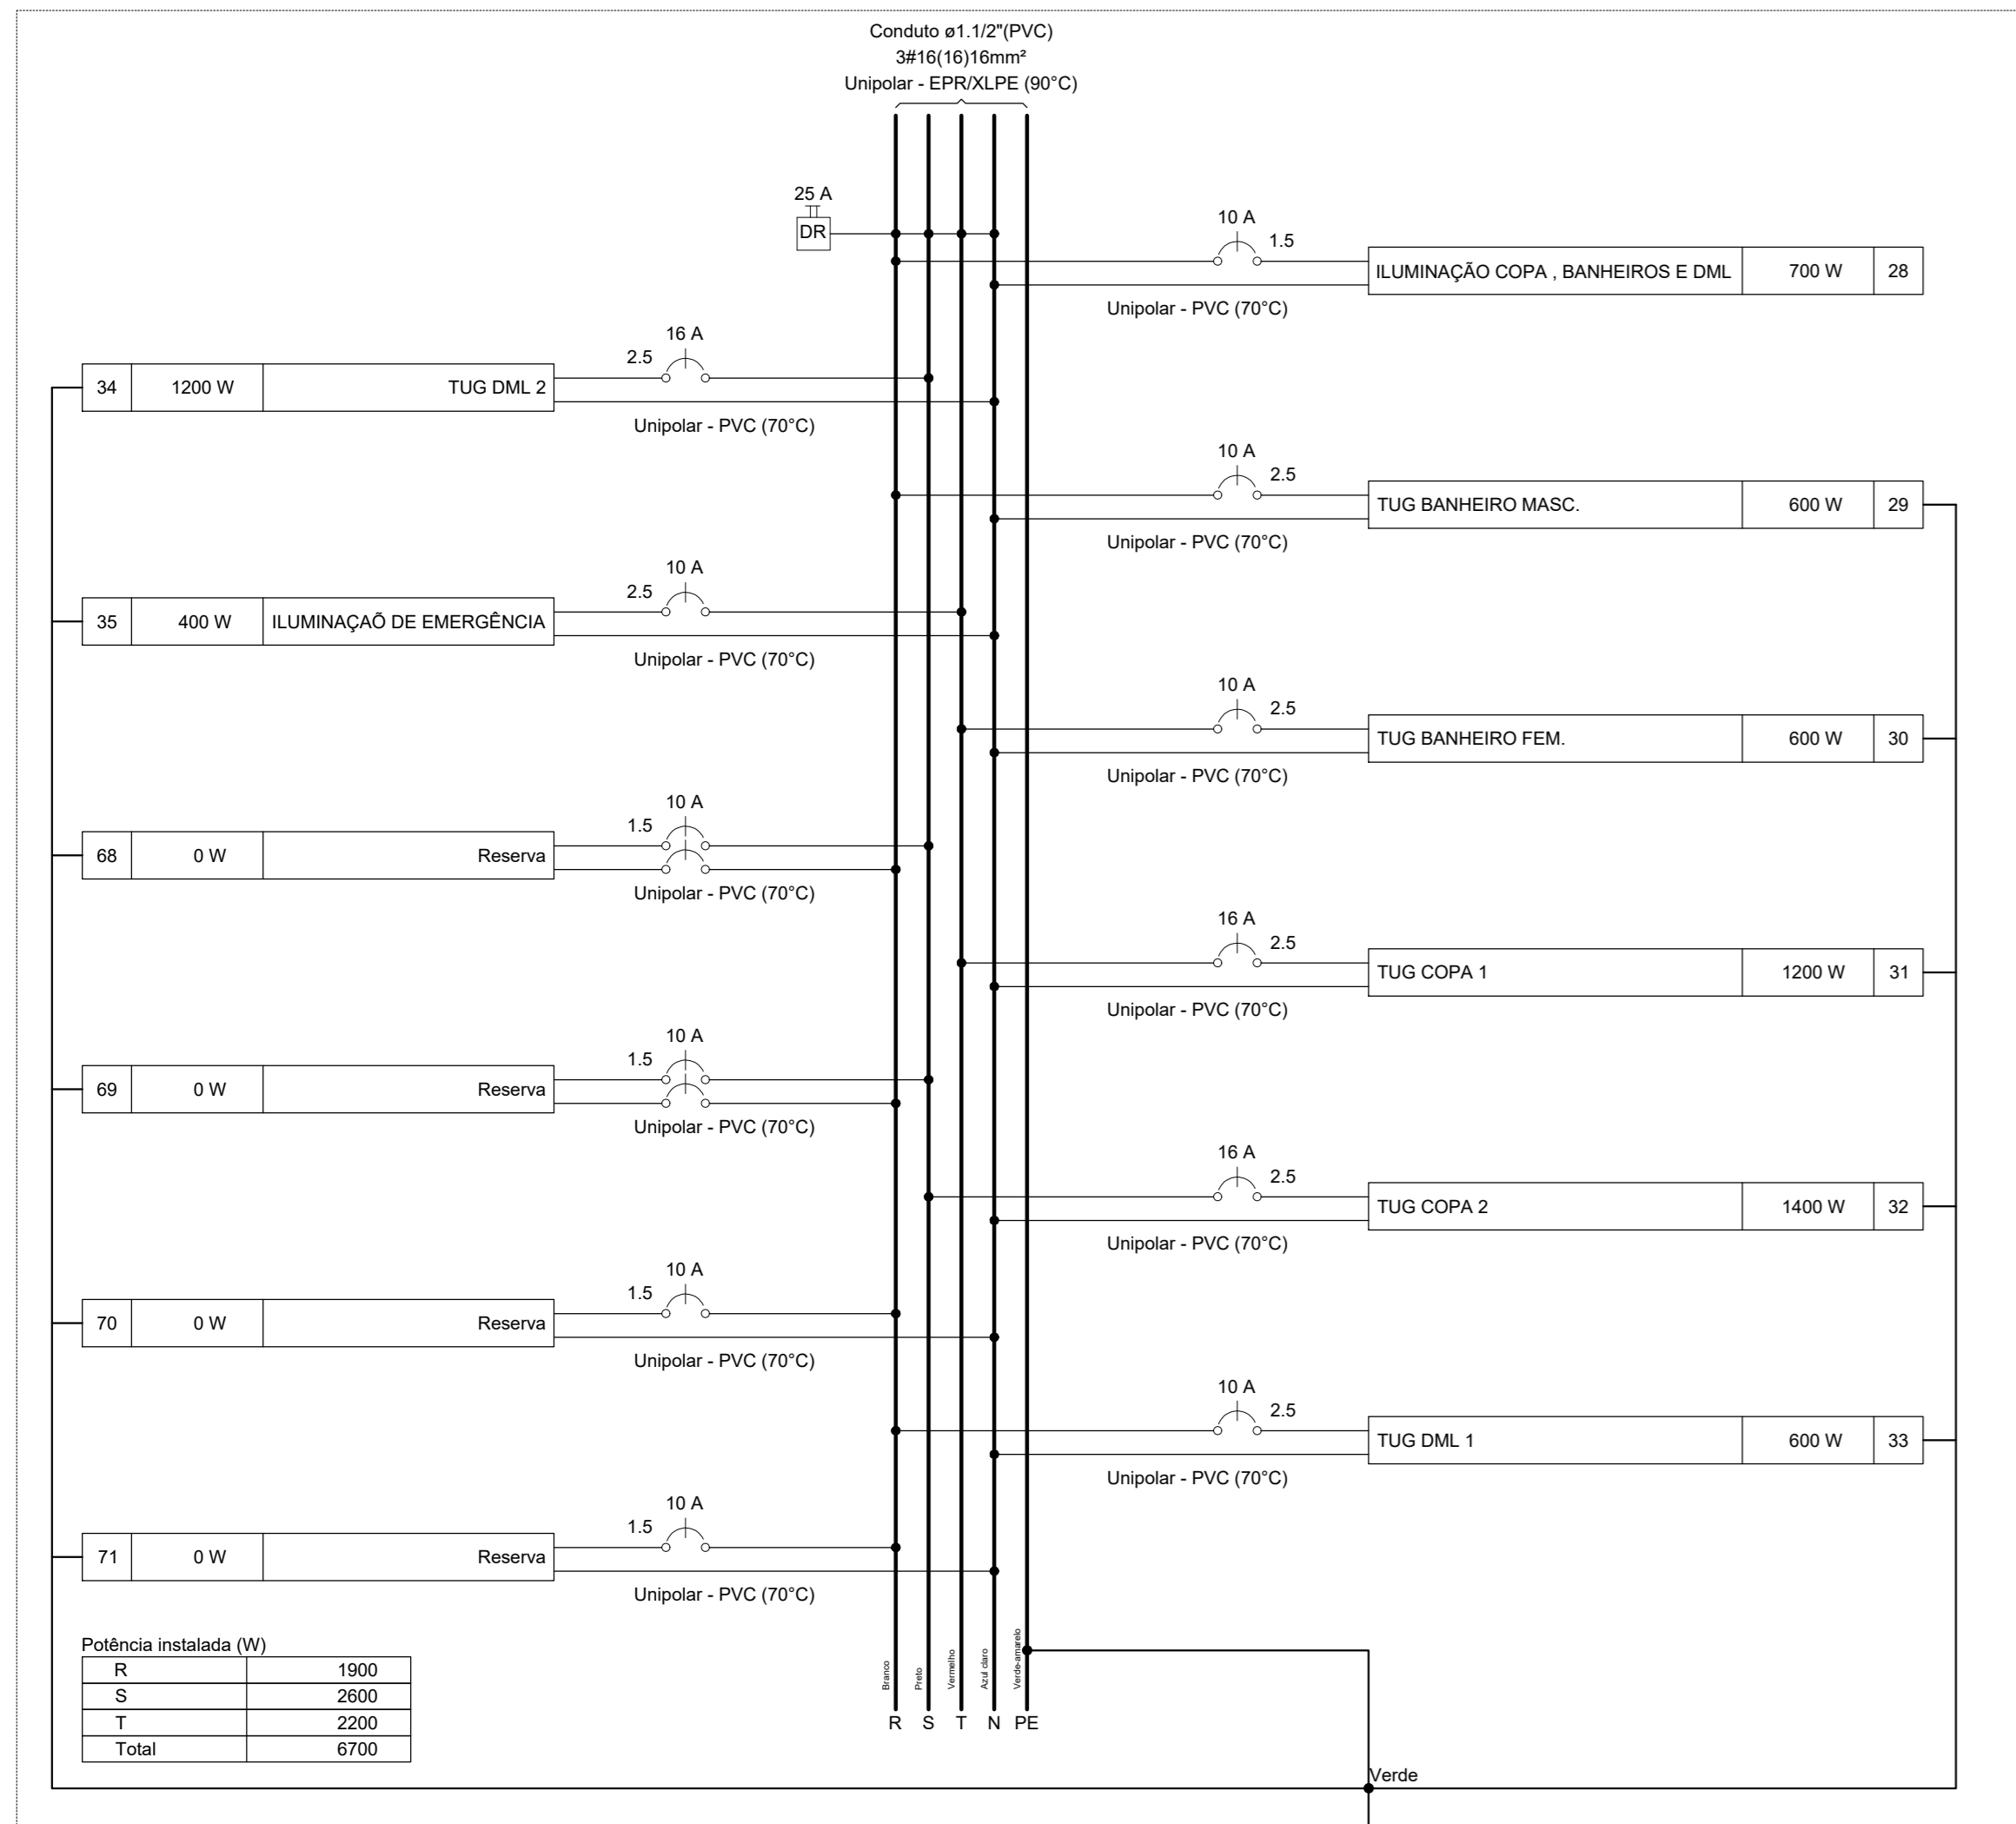 Conduto ø1.1/2"(PVC)
3#16(16)16mm²
Unipolar - EPR/XLPE (90°C)
25 A
DR
10 A
1.5
ILUMINAÇÃO COPA , BANHEIROS E DML 700 W 28
Unipolar - PVC (70°C)
16 A
2.5
34 1200 W TUG DML 2
Unipolar - PVC (70°C)
10 A
2.5
TUG BANHEIRO MASC. 600 W 29
Unipolar - PVC (70°C)
10 A
2.5
35 400 W ILUMINAÇAÕ DE EMERGÊNCIA
Unipolar - PVC (70°C)
10 A
2.5
TUG BANHEIRO FEM. 600 W 30
Unipolar - PVC (70°C)
10 A
1.5
68 0 W Reserva
Unipolar - PVC (70°C)
16 A
2.5
TUG COPA 1 1200 W 31
Unipolar - PVC (70°C)
10 A
1.5
69 0 W Reserva
Unipolar - PVC (70°C)
16 A
2.5
TUG COPA 2 1400 W 32
Unipolar - PVC (70°C)
10 A
1.5
70 0 W Reserva
Unipolar - PVC (70°C)
10 A
2.5
TUG DML 1 600 W 33
Unipolar - PVC (70°C)
10 A
1.5
71 0 W Reserva
Unipolar - PVC (70°C)
Potência instalada (W)
R 1900
S 2600
T 2200
Total 6700
Branco
Preto
Vermelho
Azul claro
Verde-amarelo
R S T N PE
Verde